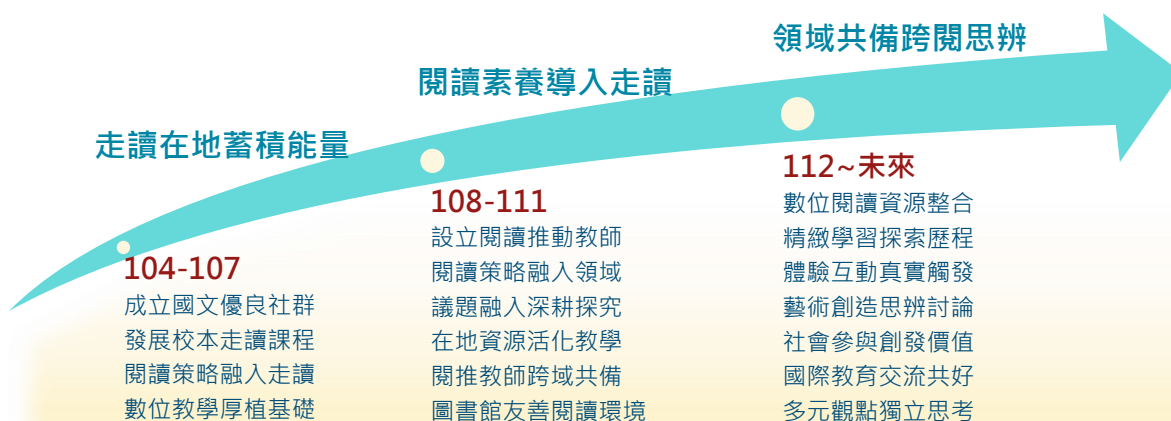 走讀在地蓄積能量
104-107
成立國文優良社群
發展校本走讀課程
閱讀策略融入走讀
數位教學厚植基礎
閱讀素養導入走讀
108-111
設立閱讀推動教師
閱讀策略融入領域
議題融入深耕探究
在地資源活化教學
閱推教師跨域共備
圖書館友善閱讀環境
領域共備跨閱思辨
112~未來
數位閱讀資源整合
精緻學習探索歷程
體驗互動真實觸發
藝術創造思辨討論
社會參與創發價值
國際教育交流共好
多元觀點獨立思考